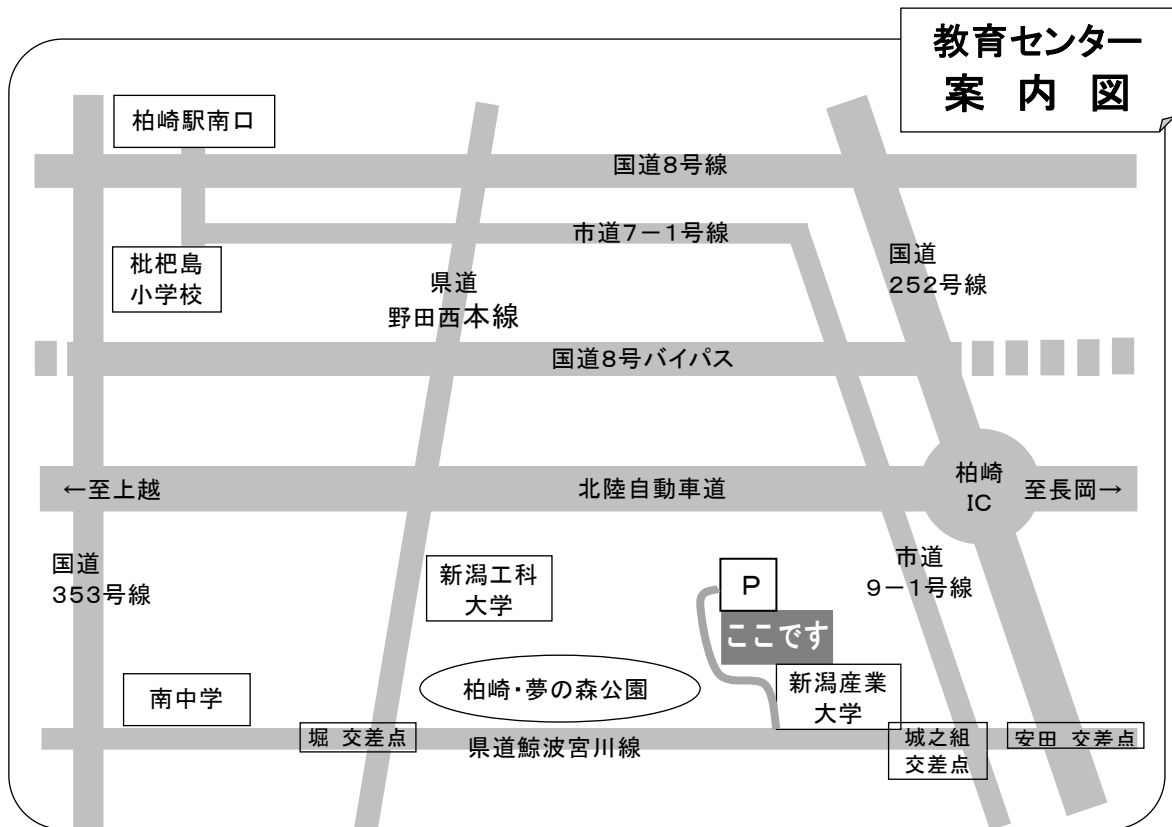 教育センター
案 内 図
柏崎駅南口
国道8号線
市道7－1号線
枇杷島
小学校
県道
野田西本線
国道
252号線
国道8号バイパス
←至上越
北陸自動車道
柏崎
IC
至長岡→
国道
353号線
新潟工科
大学
P
ここです
市道
9－1号線
南中学
柏崎・夢の森公園
新潟産業
大学
堀 交差点
県道鯨波宮川線
城之組
交差点
安田 交差点